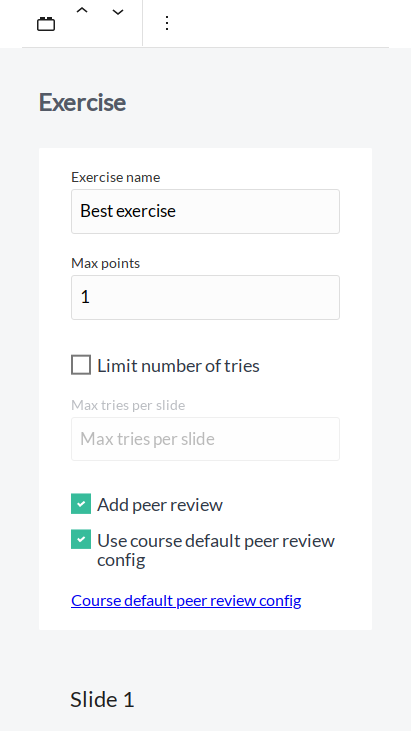 Exercise
Exercise name
Best exercise
Max points
1
Limit number of tries
Max tries per slide
Max tries per slide
Add peer review
Use course default peer review
config
Course default peer review config
Slide 1